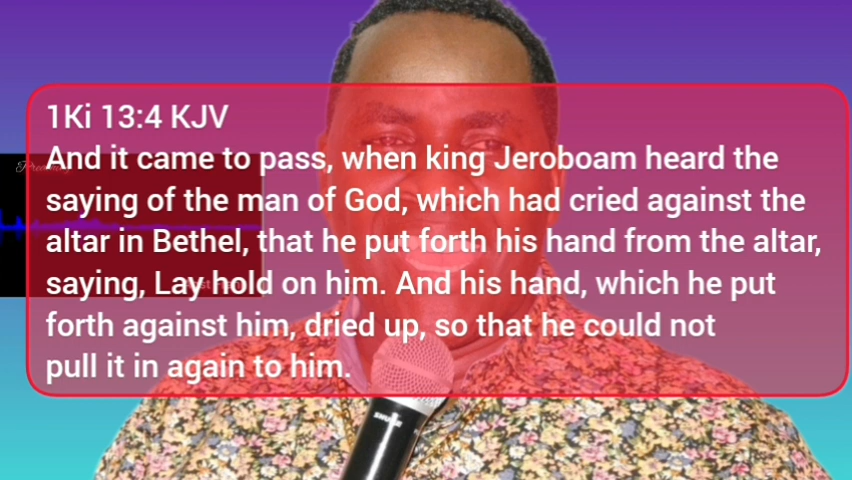 1Ki 13:4 KJV
And it came to pass, when king Jeroboam heard the
saying of the man of God, which had cried against the
altar in Bethel, that he put forth his hand from the altar,
saying, Lay hold on him. And his hand, which he put
forth against him, dried up, so that he could not
pull it in again to him.
SHURE